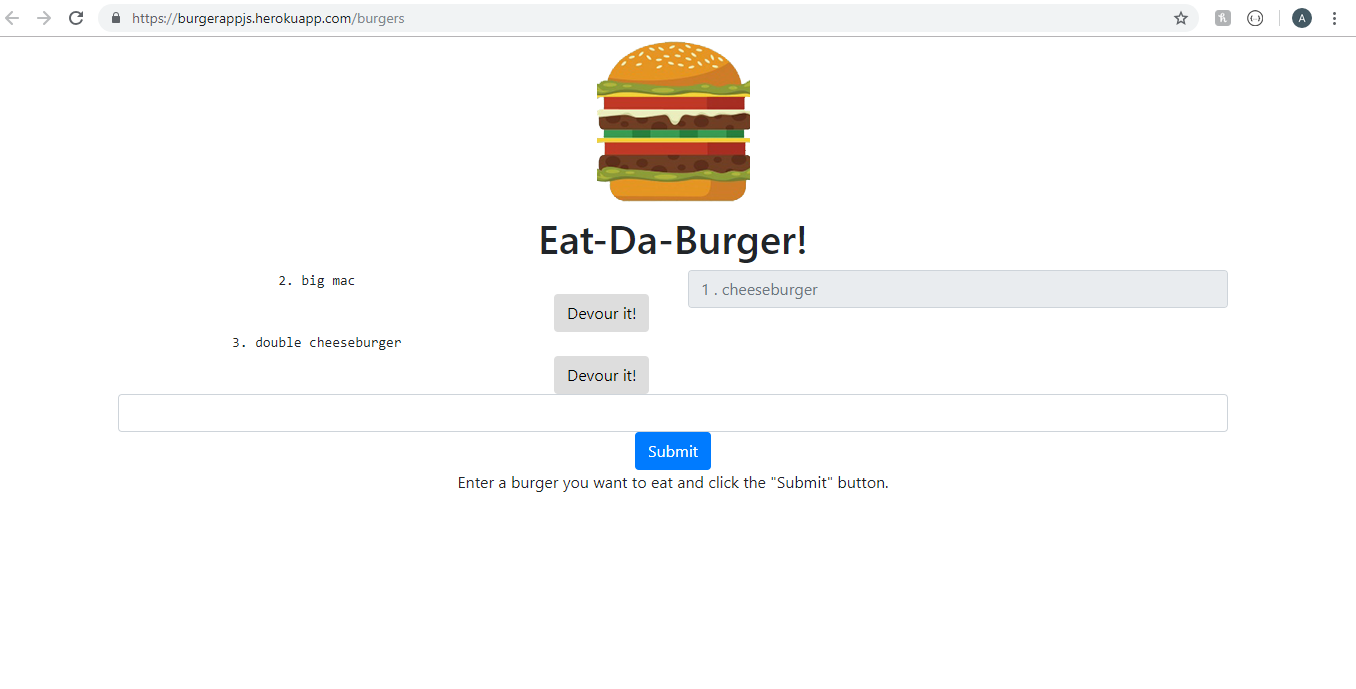 https://burgerappjs.herokuapp.com/burgers
A
Eat-Da-Burger!
2. big mac
Devour it!
1 . cheeseburger
3. double cheeseburger
Devour it!
Submit
Enter a burger you want to eat and click the "Submit" button.